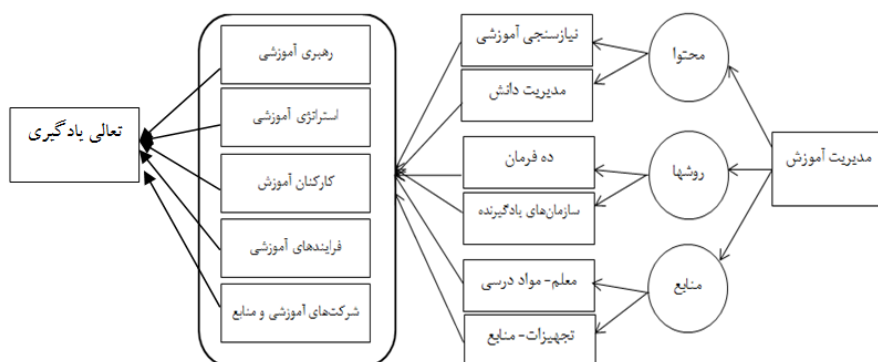 مدیریت آموزش
محتوا
روشها
منابع
نیازسنجی آموزشی
مدیریت دانش
ده فرمان
سازمان‌های یادگیرنده
معلم- مواد درسی
تجهیزات- منابع
رهبری آموزشی
استراتژی آموزشی
کارکنان آموزش
فرایندهای آموزشی
شرکت‌های آموزشی و منابع
تعالی یادگیری